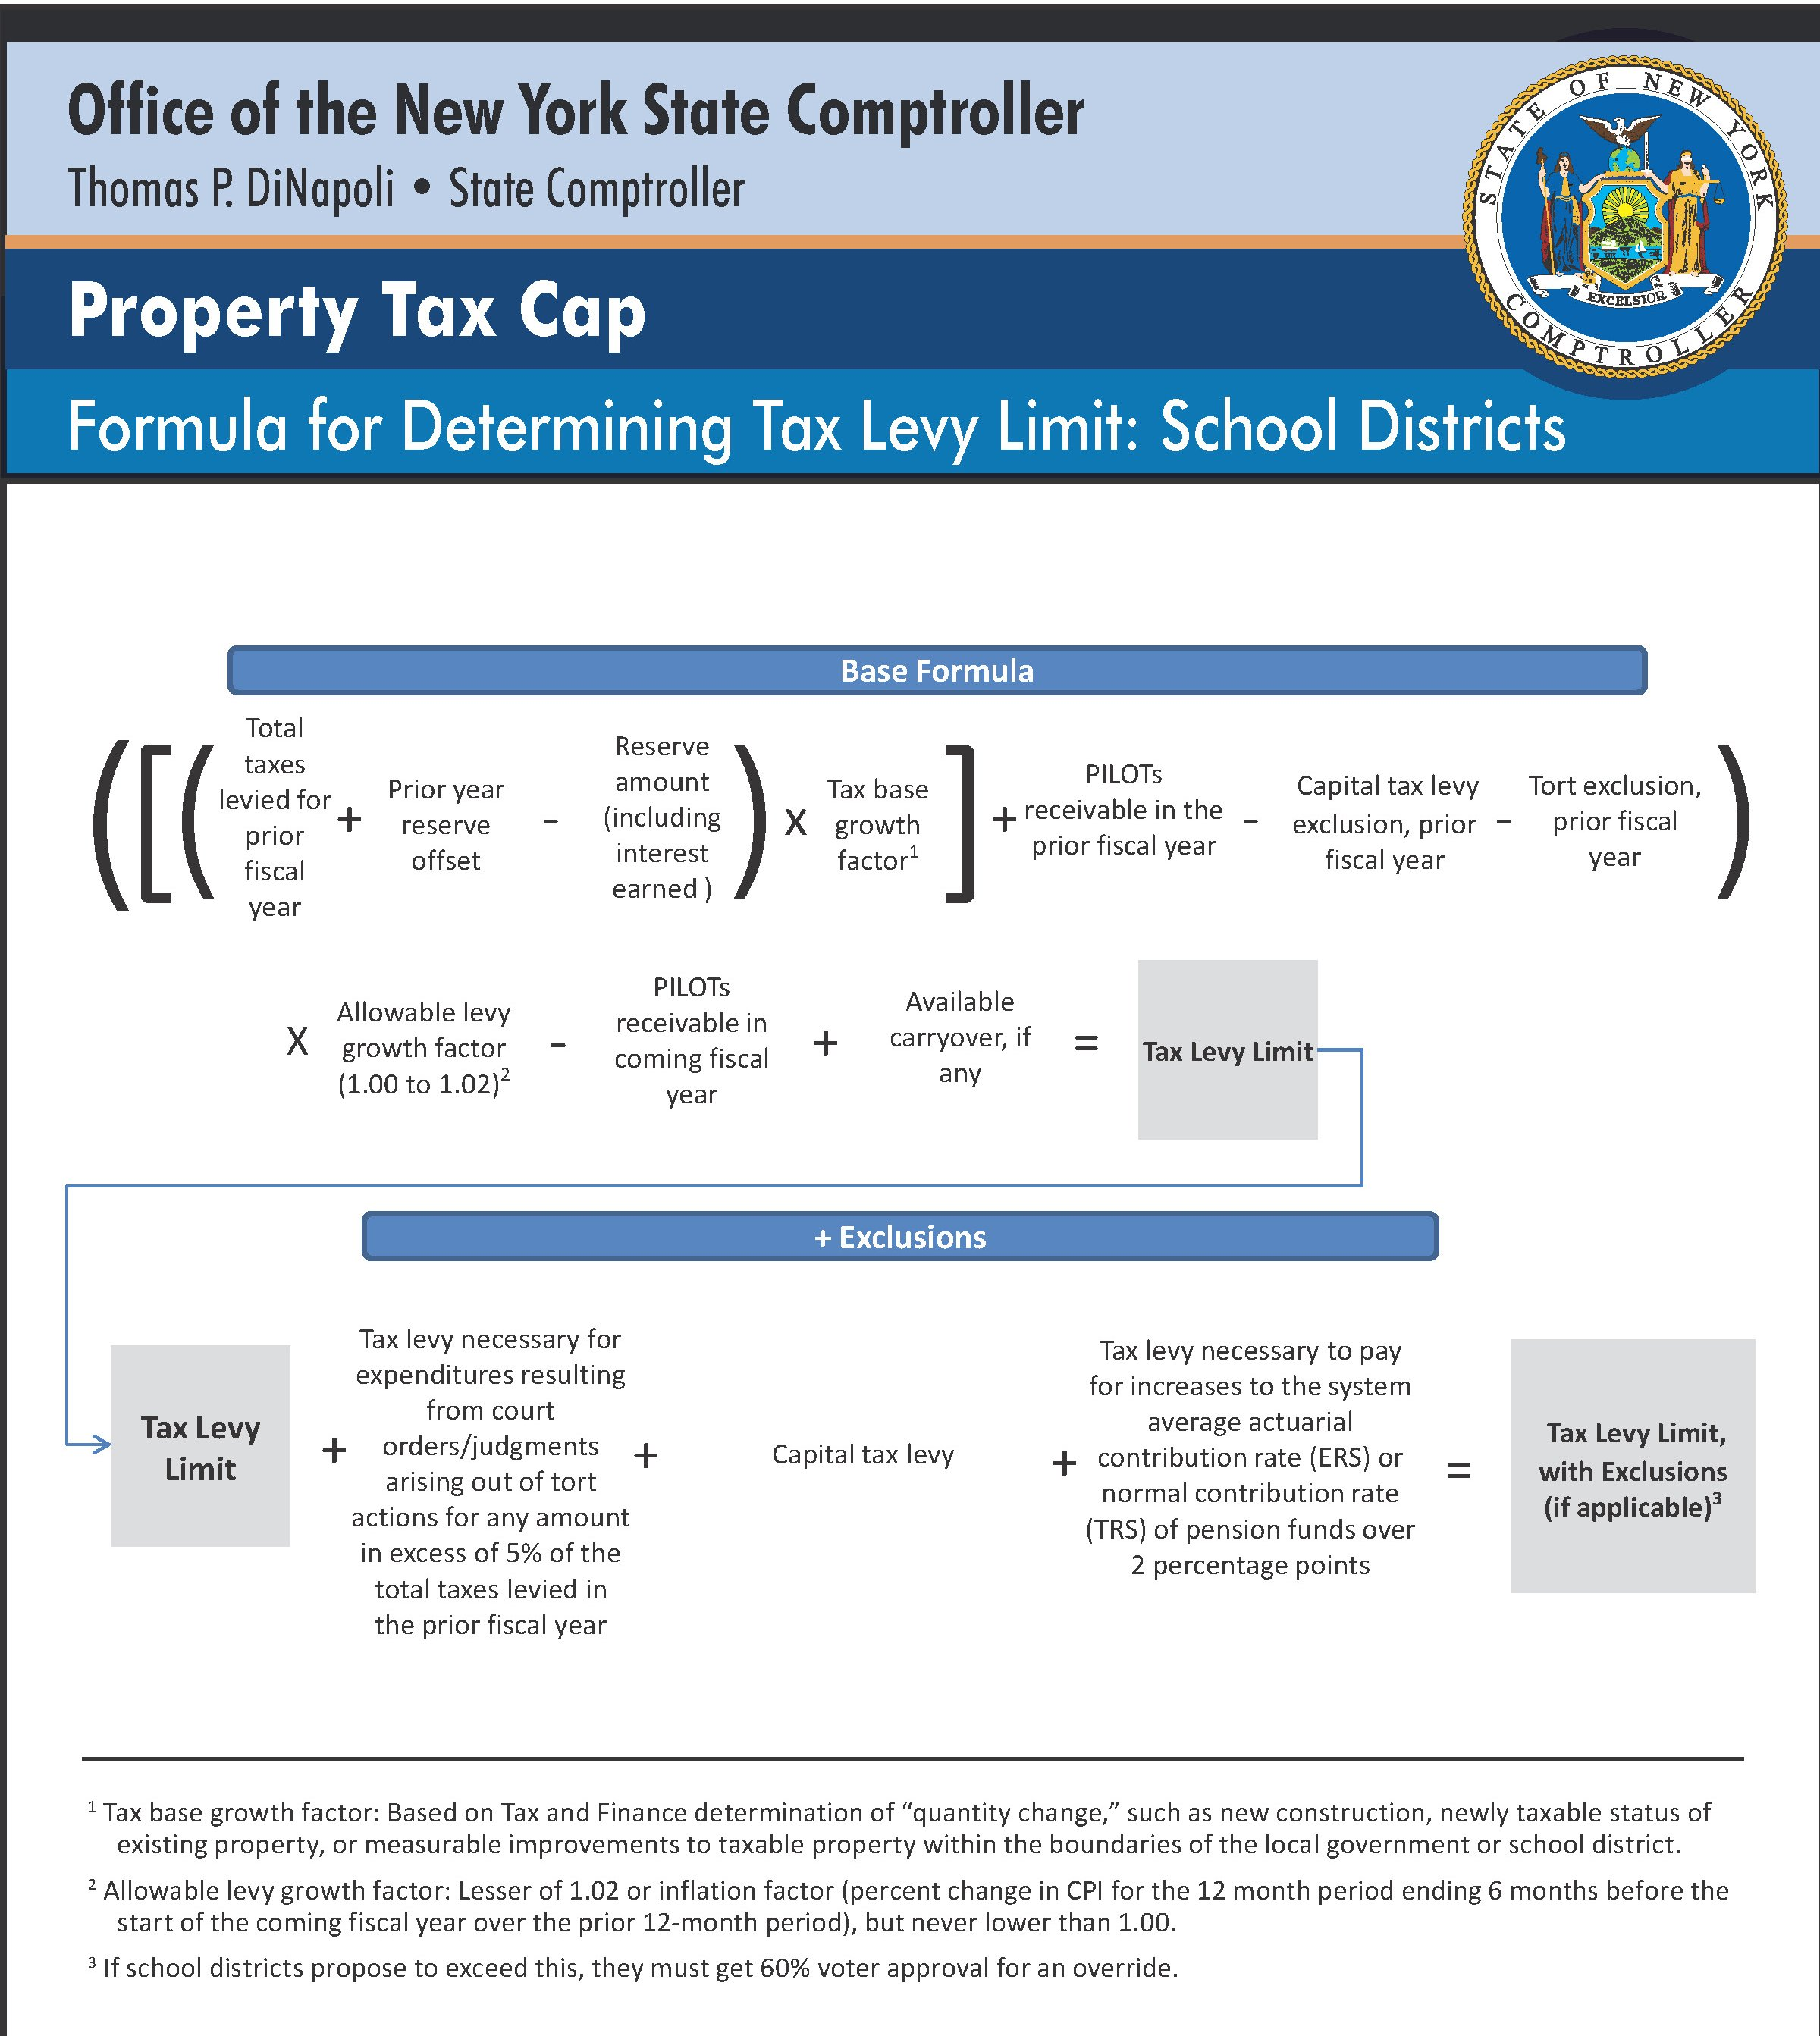 Office of the New York State Comptroller
Thomas P. DiNapoli • State Comptroller
STATE OF NEW YORK
COMPTROLLER
EXCELSIOR
Property Tax Cap
Formula for Determining Tax Levy Limit: School Districts
Base Formula
( [ (
Total
taxes
levied for
prior
fiscal
year
+
Prior year
reserve
offset
-
Reserve
amount
(including
interest
earned )
)
x
Tax base
growth
factor¹
]
+
PILOTs
receivable in the
prior fiscal year
-
Capital tax levy
exclusion, prior
fiscal year
-
Tort exclusion,
prior fiscal
year
)
X
Allowable levy
growth factor
(1.00 to 1.02)²
-
PILOTs
receivable in
coming fiscal
year
+
Available
carryover, if
any
=
Tax Levy Limit
+ Exclusions
Tax Levy
Limit
+
Tax levy necessary for
expenditures resulting
from court
orders/judgments
arising out of tort
actions for any amount
in excess of 5% of the
total taxes levied in
the prior fiscal year
+
Capital tax levy
+
Tax levy necessary to pay
for increases to the system
average actuarial
contribution rate (ERS) or
normal contribution rate
(TRS) of pension funds over
2 percentage points
=
Tax Levy Limit,
with Exclusions
(if applicable)³
¹ Tax base growth factor: Based on Tax and Finance determination of “quantity change,” such as new construction, newly taxable status of
existing property, or measurable improvements to taxable property within the boundaries of the local government or school district.
² Allowable levy growth factor: Lesser of 1.02 or inflation factor (percent change in CPI for the 12 month period ending 6 months before the
start of the coming fiscal year over the prior 12-month period), but never lower than 1.00.
³ If school districts propose to exceed this, they must get 60% voter approval for an override.